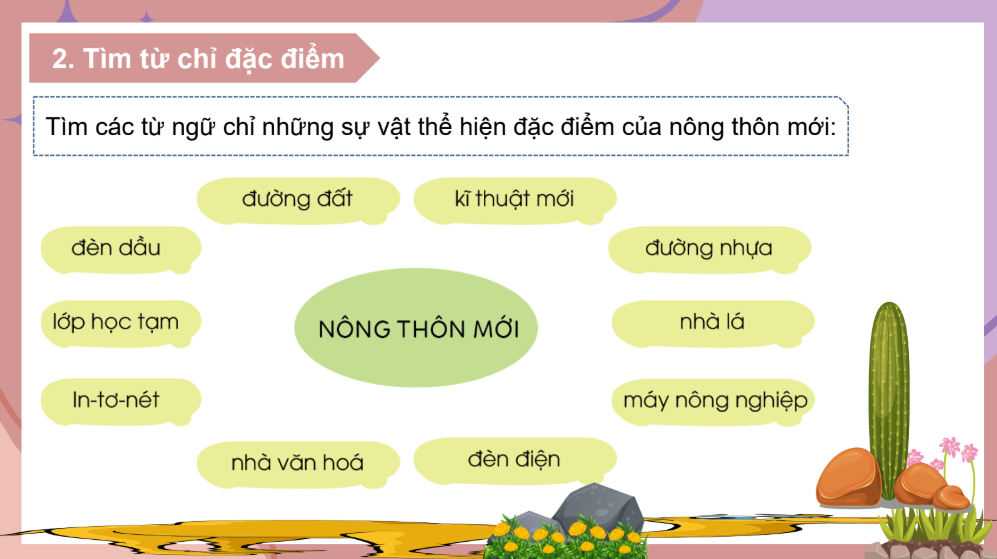 2. Tìm từ chỉ đặc điểm
Tìm các từ ngữ chỉ những sự vật thể hiện đặc điểm của nông thôn mới:
đường đất
kĩ thuật mới
đèn dầu
đường nhựa
lớp học tạm
NÔNG THÔN MỚI
nhà lá
In-tơ-nét
máy nông nghiệp
nhà văn hoá
đèn điện